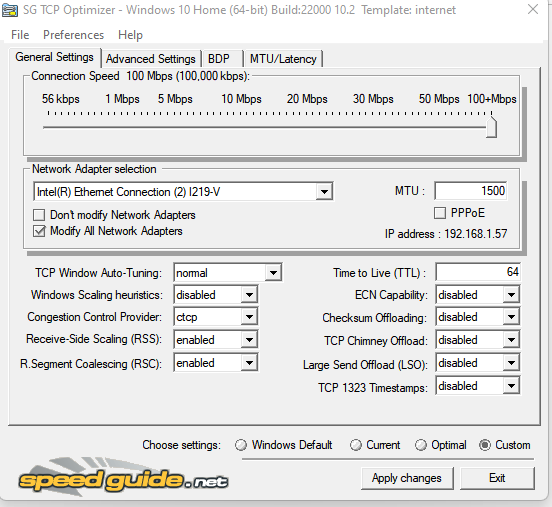 SG TCP Optimizer - Windows 10 Home (64-bit) Build:22000 10.2  Template: internet
File Preferences Help
General Settings Advanced Settings BDP MTU/Latency
Connection Speed 100 Mbps (100,000 kbps):
56 kbps 1 Mbps 5 Mbps 10 Mbps 20 Mbps 30 Mbps 50 Mbps 100+Mbps
Network Adapter selection
Intel(R) Ethernet Connection (2) I219-V MTU : 1500
Don't modify Network Adapters PPPoE
Modify All Network Adapters IP address : 192.168.1.57
TCP Window Auto-Tuning: normal Time to Live (TTL) : 64
Windows Scaling heuristics: disabled ECN Capability: disabled
Congestion Control Provider: ctcp Checksum Offloading: disabled
Receive-Side Scaling (RSS): enabled TCP Chimney Offload: disabled
R.Segment Coalescing (RSC): enabled Large Send Offload (LSO): disabled
TCP 1323 Timestamps: disabled
Choose settings: Windows Default Current Optimal Custom
speed guide.net Apply changes Exit